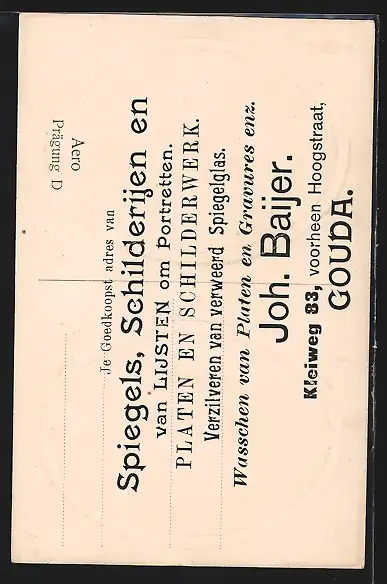 Aero
Prägung D
Je Goedkoopst adres van
Spiegels, Schilderijen en
van LIJSTEN om Portretten.
PLATEN EN SCHILDERWERK.
Verzilveren van verweerd Spiegelglas.
Wasschen van Platen en Gravures enz.
Joh. Baijer.
Kleiweg 83, voorheen Hoogstraat,
GOUDA.